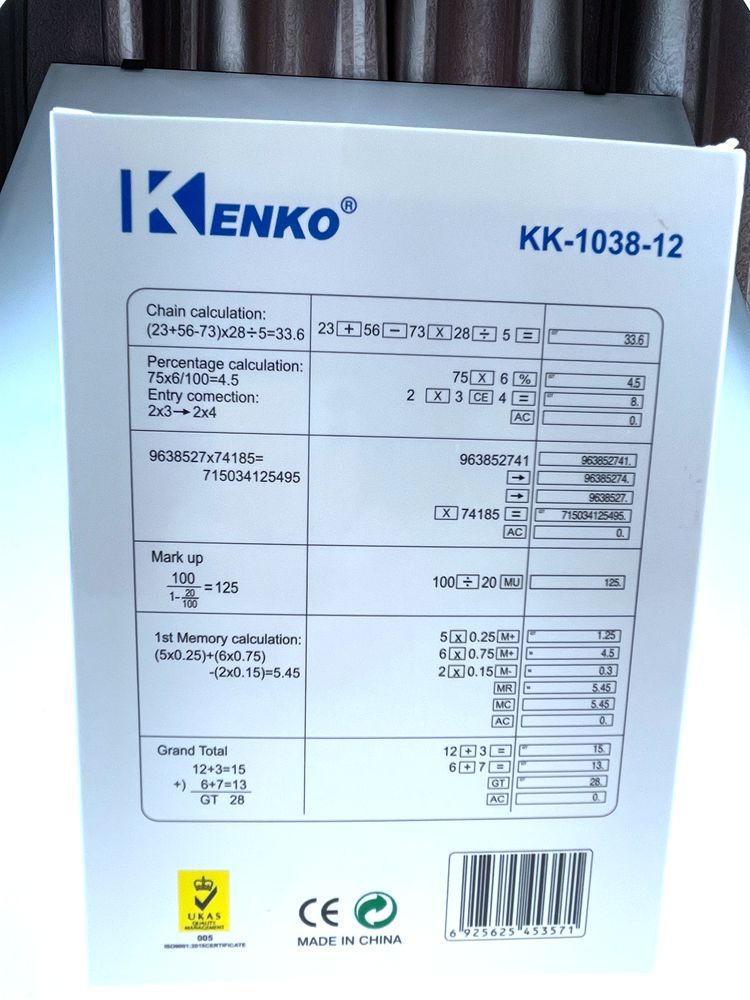 KENKO®
KK-1038-12
Chain calculation:
(23+56-73)x28÷5=33.6
23 + 56 − 73 X 28 ÷ 5 =
33.6
Percentage calculation:
75x6/100=4.5
Entry comection:
2x3→2x4
75 X 6 %
4.5
2 X 3 CE 4 =
8.
AC
0.
9638527x74185=
715034125495
963852741
963852741.
→
96385274.
→
9638527.
X 74185 =
715034125495.
AC
0.
Mark up
100
1-20/100
=125
100 ÷ 20 MU
125.
1st Memory calculation:
(5x0.25)+(6x0.75)
-(2x0.15)=5.45
5 x 0.25 M+
1.25
6 x 0.75 M+
4.5
2 x 0.15 M-
0.3
MR
5.45
MC
5.45
AC
0.
Grand Total
12+3=15
+) 6+7=13
GT 28
12 + 3 =
15.
6 + 7 =
13.
GT
28.
AC
0.
UKAS
QUALITY
MANAGEMENT
005
ISO9001:2015CERTIFICATE
CE
MADE IN CHINA
6 925625 453571